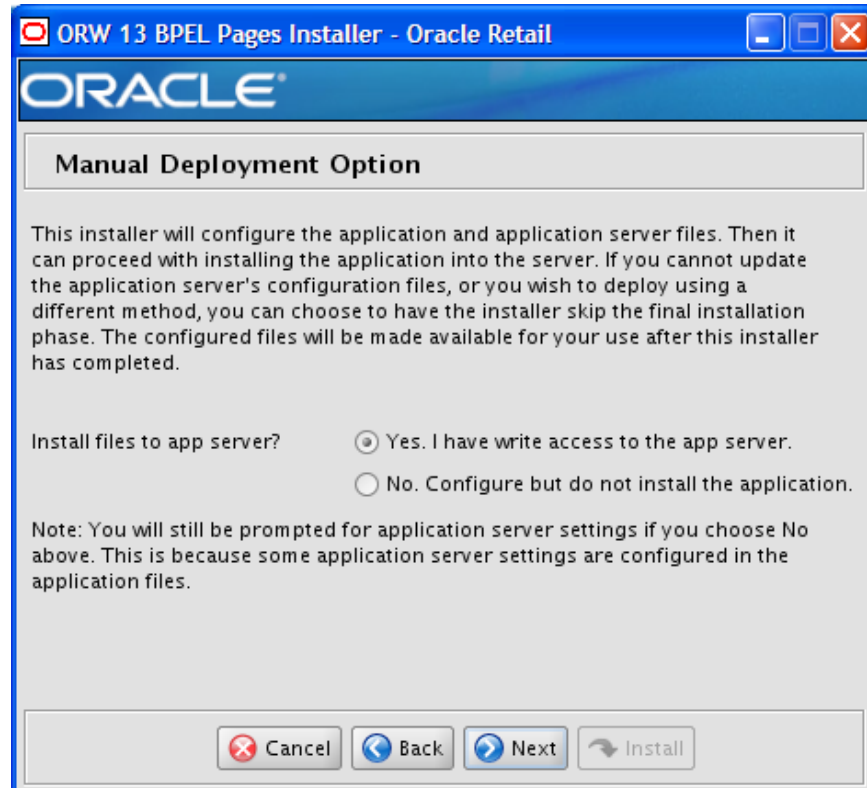 ORW 13 BPEL Pages Installer - Oracle Retail
ORACLE®
Manual Deployment Option
This installer will configure the application and application server files. Then it
can proceed with installing the application into the server. If you cannot update
the application server's configuration files, or you wish to deploy using a
different method, you can choose to have the installer skip the final installation
phase. The configured files will be made available for your use after this installer
has completed.
Install files to app server?
Yes. I have write access to the app server.
No. Configure but do not install the application.
Note: You will still be prompted for application server settings if you choose No
above. This is because some application server settings are configured in the
application files.
Cancel Back Next Install